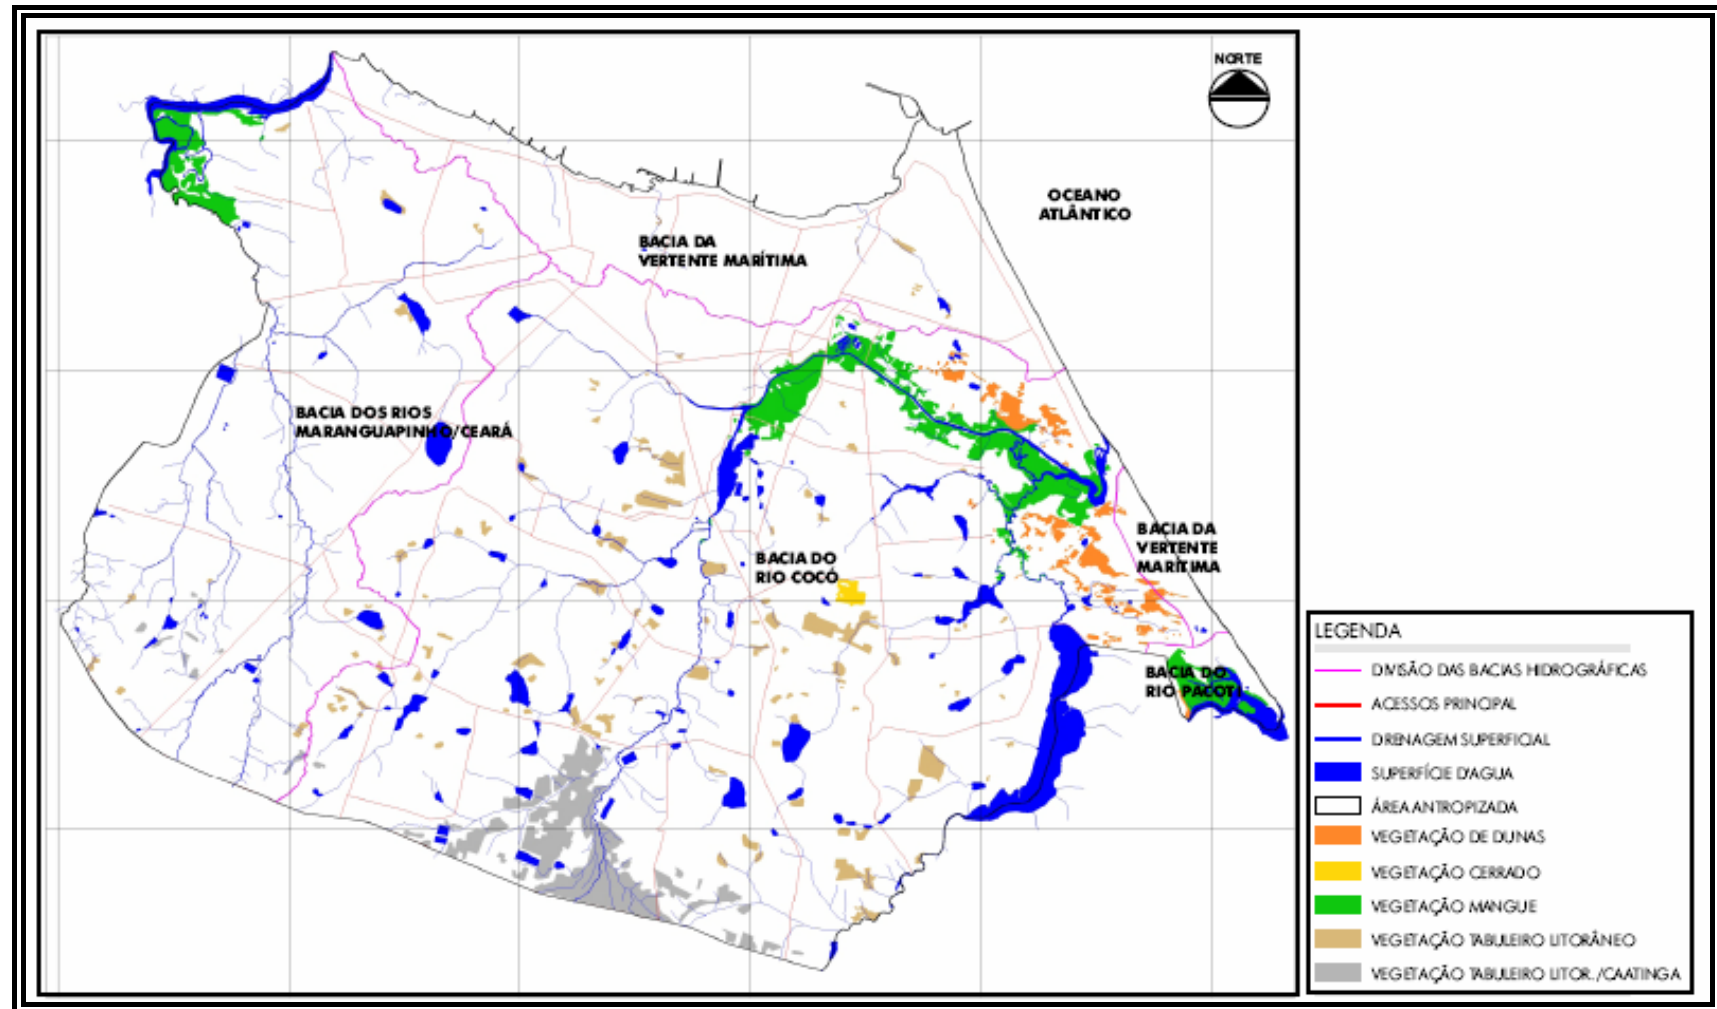 NORTE
OCEANO
ATLÂNTICO
BACIA DA
VERTENTE MARÍTIMA
BACIA DOS RIOS
MARANGUAPINHO/CEARÁ
BACIA DA
VERTENTE
MARÍTIMA
BACIA DO
RIO COCÓ
BACIA DO
RIO PACOTI
LEGENDA
DIVISÃO DAS BACIAS HIDROGRÁFICAS
ACESSOS PRINCIPAL
DRENAGEM SUPERFICIAL
SUPERFÍCIE D'AGUA
ÁREA ANTROPIZADA
VEGETAÇÃO DE DUNAS
VEGETAÇÃO CERRADO
VEGETAÇÃO MANGUE
VEGETAÇÃO TABULEIRO LITORÂNEO
VEGETAÇÃO TABULEIRO LITOR./CAATINGA